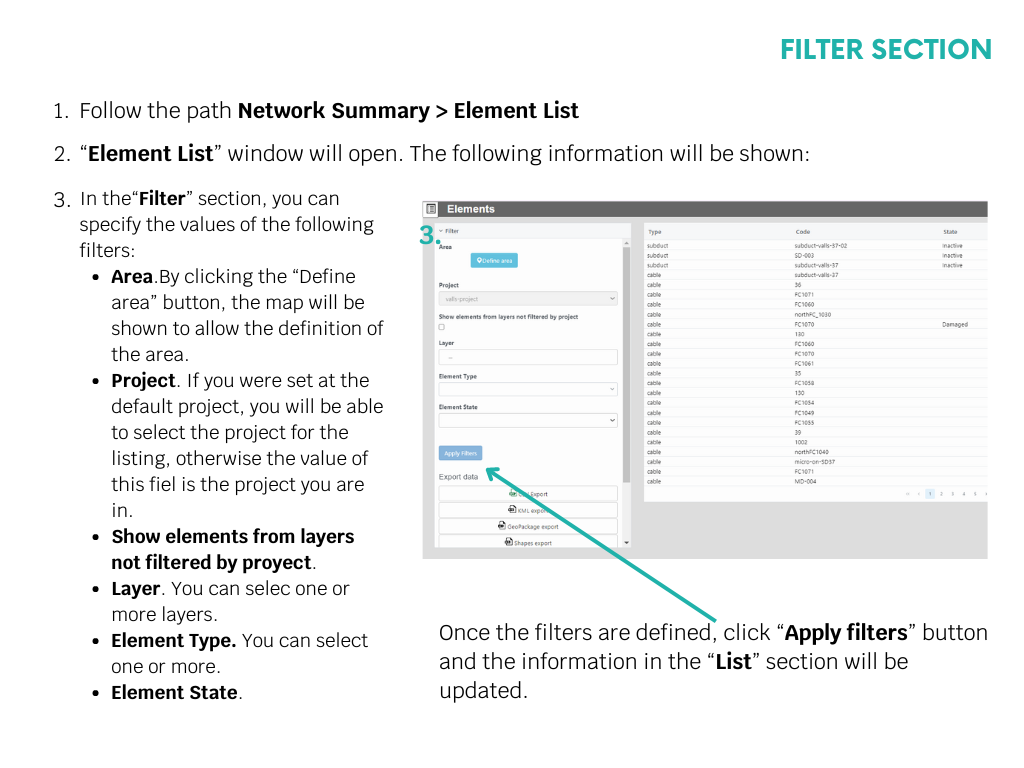 FILTER SECTION
1. Follow the path Network Summary > Element List
2. “Element List” window will open. The following information will be shown:
3. In the“Filter” section, you can
specify the values of the following
filters:
• Area.By clicking the “Define
area” button, the map will be
shown to allow the definition of
the area.
• Project. If you were set at the
default project, you will be able
to select the project for the
listing, otherwise the value of
this fiel is the project you are
in.
• Show elements from layers
not filtered by proyect.
• Layer. You can selec one or
more layers.
• Element Type. You can select
one or more.
• Element State.
Elements
3.
Filter
Area
Define area
Project
valls-project
Show elements from layers not filtered by project
Layer
...
Element Type
Element State
Apply Filters
Export data
Export
KML export
GeoPackage export
Shapes export
Type Code State
subduct subduct-valls-37-02 Inactive
subduct SD-003 Inactive
subduct subduct-valls-37 Inactive
cable subduct-valls-37
cable 36
cable FC1071
cable FC1060
cable northFC_1030
cable FC1070 Damaged
cable 130
cable FC1060
cable FC1070
cable FC1061
cable 35
cable FC1058
cable 130
cable FC1034
cable FC1049
cable FC1055
cable 39
cable 1002
cable northFC1040
cable micro-on-SD37
cable FC1071
cable MD-004
1 2 3 4 5
Once the filters are defined, click “Apply filters” button
and the information in the “List” section will be
updated.